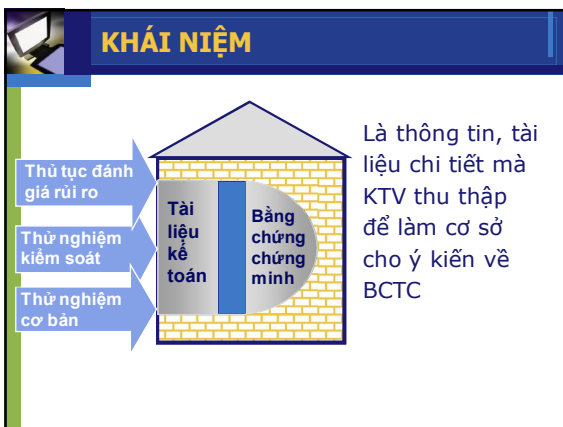 KHÁI NIỆM
Thủ tục đánh
giá rủi ro
Thử nghiệm
kiểm soát
Thử nghiệm
cơ bản
Tài
liệu
kế
toán
Bằng
chứng
chứng
minh
Là thông tin, tài
liệu chi tiết mà
KTV thu thập
để làm cơ sở
cho ý kiến về
BCTC